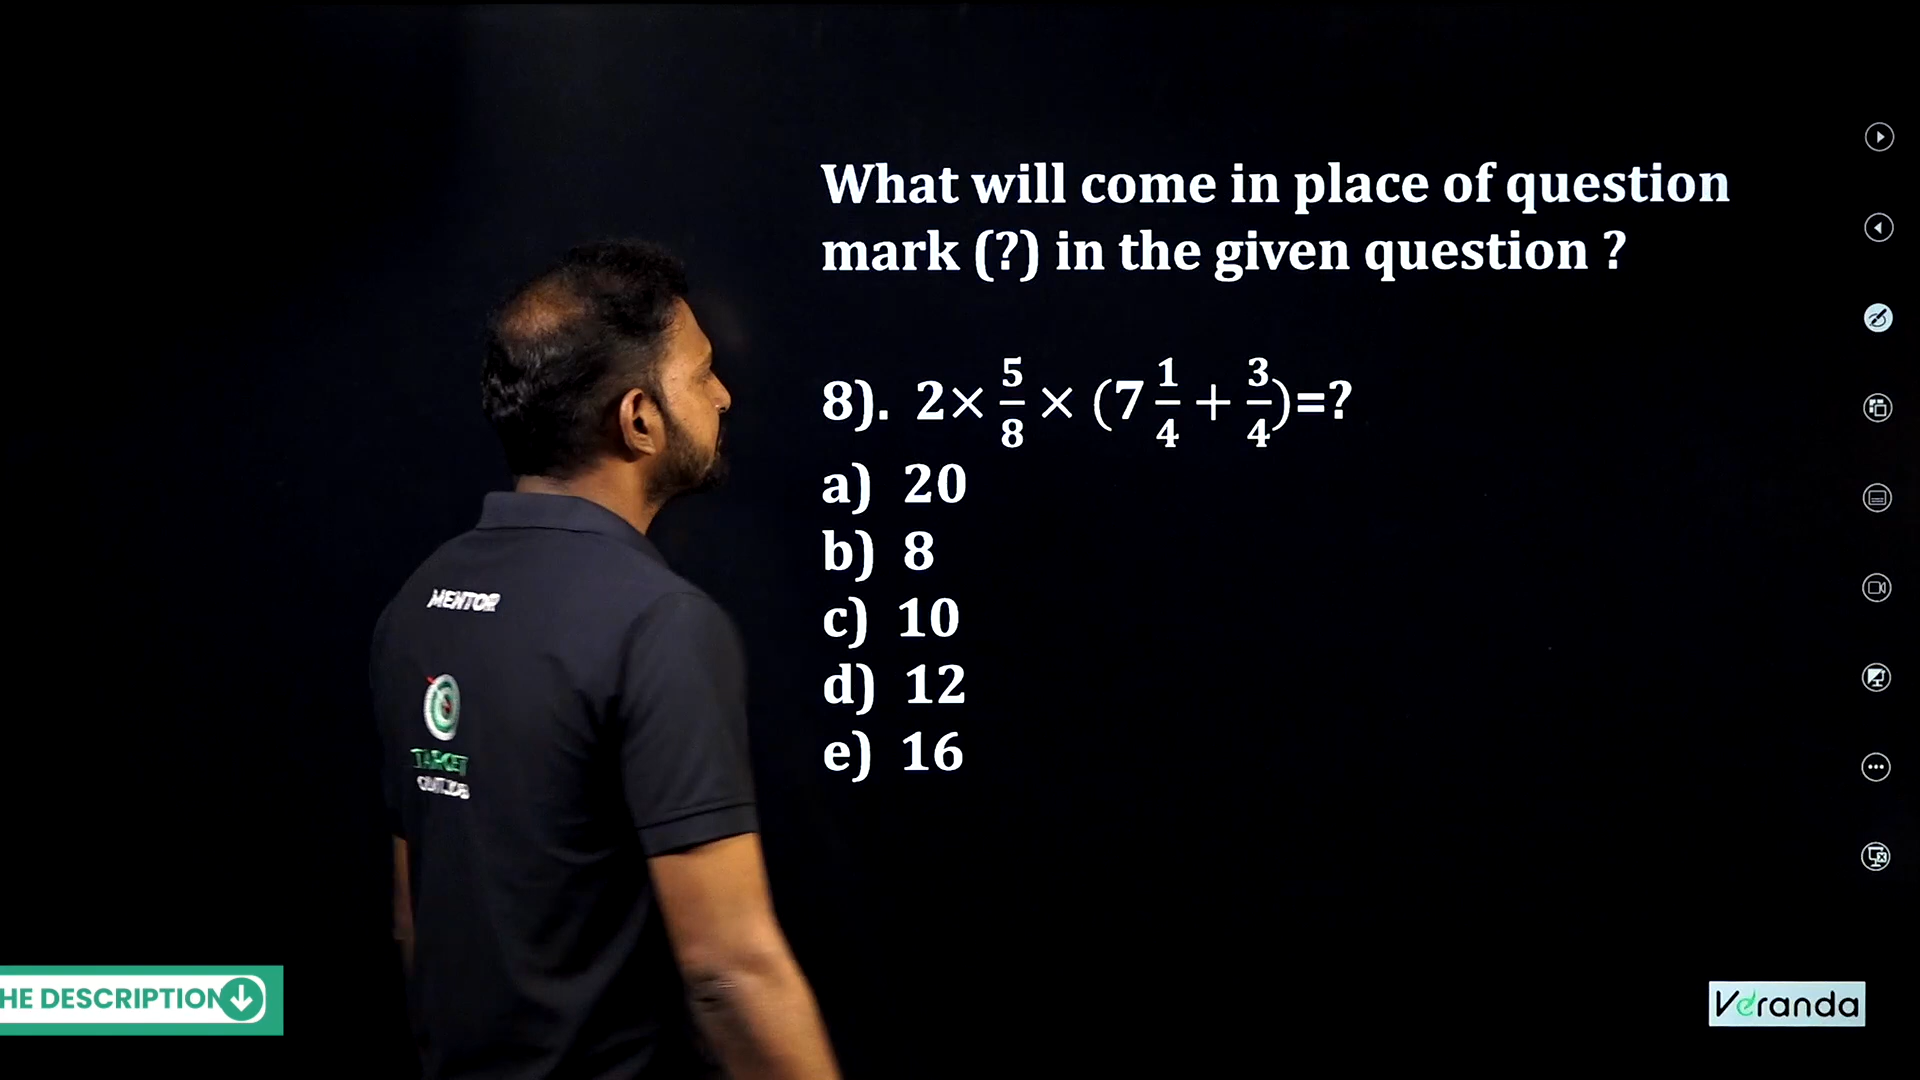 What will come in place of question
mark (?) in the given question ?
8). 2× 5/8 × (7 1/4 + 3/4)=?
a) 20
b) 8
c) 10
d) 12
e) 16
MENTOR
TARGET
HE DESCRIPTION
Veranda